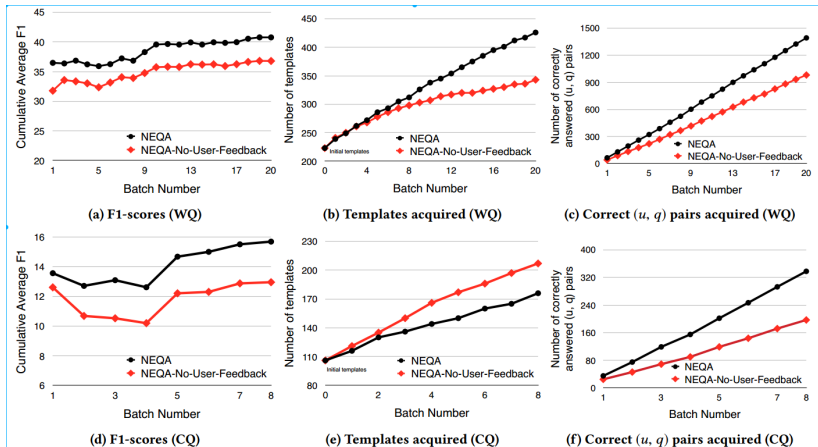 Cumulative Average F1
45
40
35
30
25
20
NEQA
NEQA-No-User-Feedback
1 5 9 13 17 20
Batch Number
(a) F1-scores (WQ)
Number of templates
450
400
350
300
250
200
Initial templates
NEQA
NEQA-No-User-Feedback
0 4 8 12 16 20
Batch Number
(b) Templates acquired (WQ)
Number of correctly
answered (u, q) pairs
1500
1200
900
600
300
0
NEQA
NEQA-No-User-Feedback
1 5 9 13 17 20
Batch Number
(c) Correct (u, q) pairs acquired (WQ)
Cumulative Average F1
16
14
12
10
8
6
NEQA
NEQA-No-User-Feedback
1 3 5 7 8
Batch Number
(d) F1-scores (CQ)
Number of templates
230
200
170
140
110
80
Initial templates
NEQA
NEQA-No-User-Feedback
0 2 4 6 8
Batch Number
(e) Templates acquired (CQ)
Number of correctly
answered (u, q) pairs
400
320
240
160
80
0
NEQA
NEQA-No-User-Feedback
1 3 5 7 8
Batch Number
(f) Correct (u, q) pairs acquired (CQ)